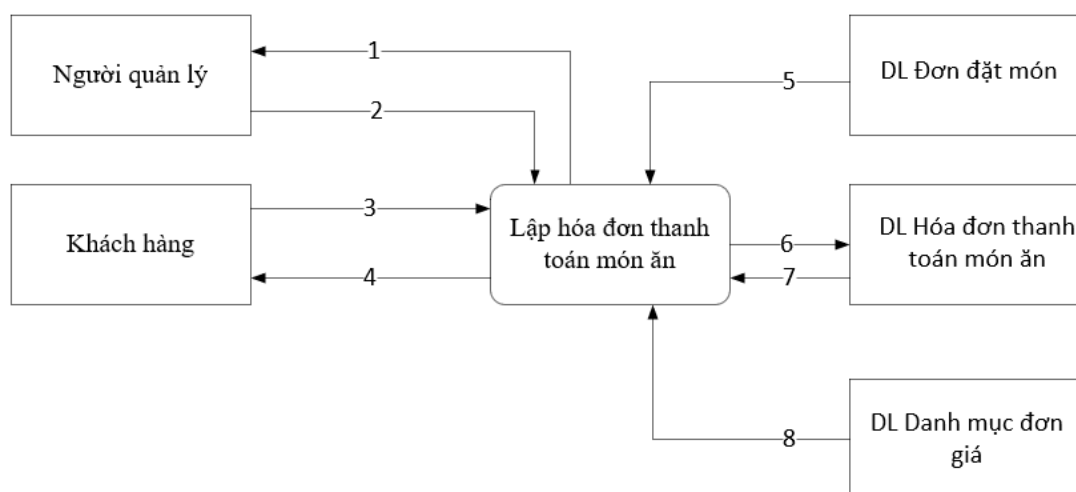 Người quản lý
1
2
DL Đơn đặt món
5
Khách hàng
3
4
Lập hóa đơn thanh
toán món ăn
6
7
DL Hóa đơn thanh
toán món ăn
8
DL Danh mục đơn
giá